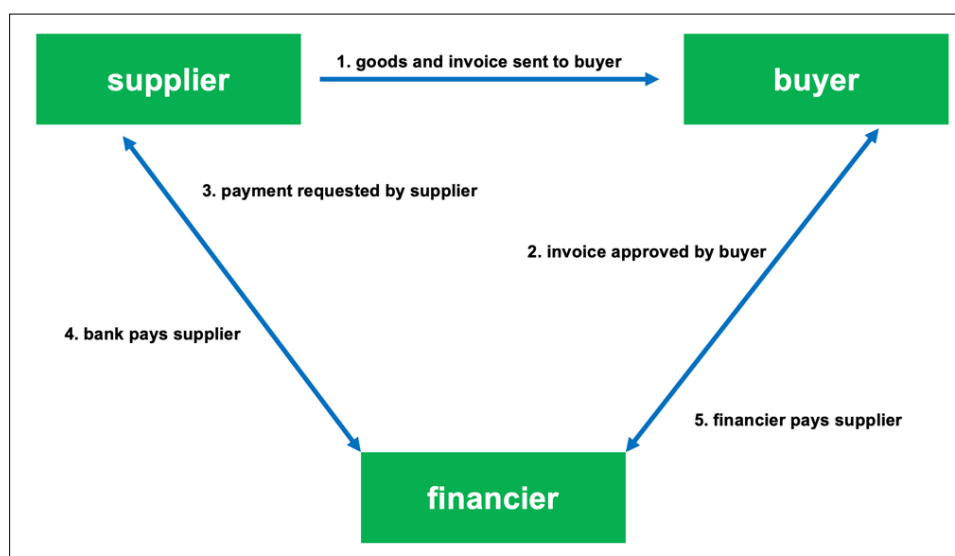 supplier
1. goods and invoice sent to buyer
buyer
3. payment requested by supplier
2. invoice approved by buyer
4. bank pays supplier
5. financier pays supplier
financier